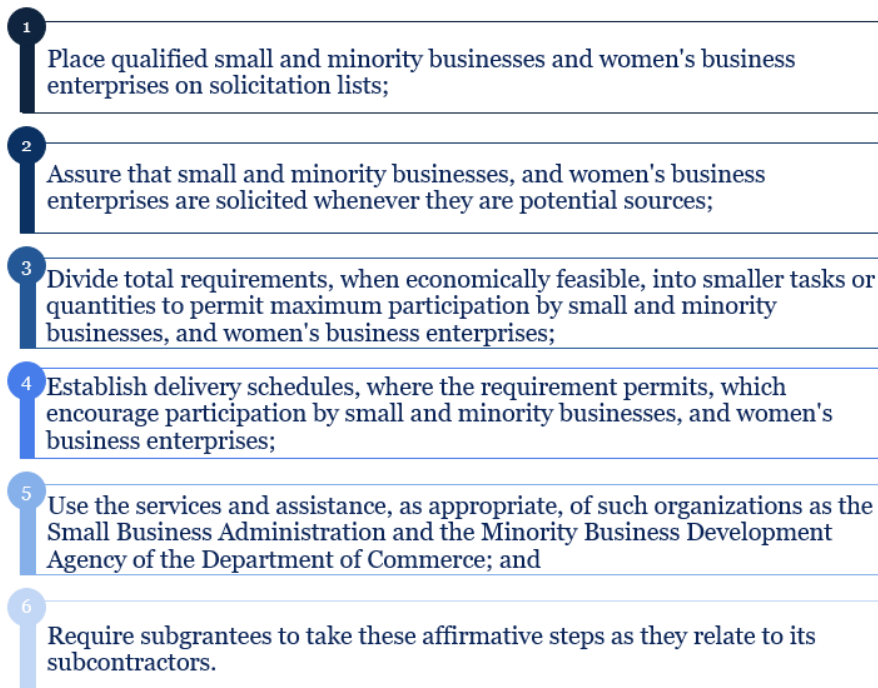 1
Place qualified small and minority businesses and women's business
enterprises on solicitation lists;
2
Assure that small and minority businesses, and women's business
enterprises are solicited whenever they are potential sources;
3
Divide total requirements, when economically feasible, into smaller tasks or
quantities to permit maximum participation by small and minority
businesses, and women's business enterprises;
4
Establish delivery schedules, where the requirement permits, which
encourage participation by small and minority businesses, and women's
business enterprises;
5
Use the services and assistance, as appropriate, of such organizations as the
Small Business Administration and the Minority Business Development
Agency of the Department of Commerce; and
6
Require subgrantees to take these affirmative steps as they relate to its
subcontractors.